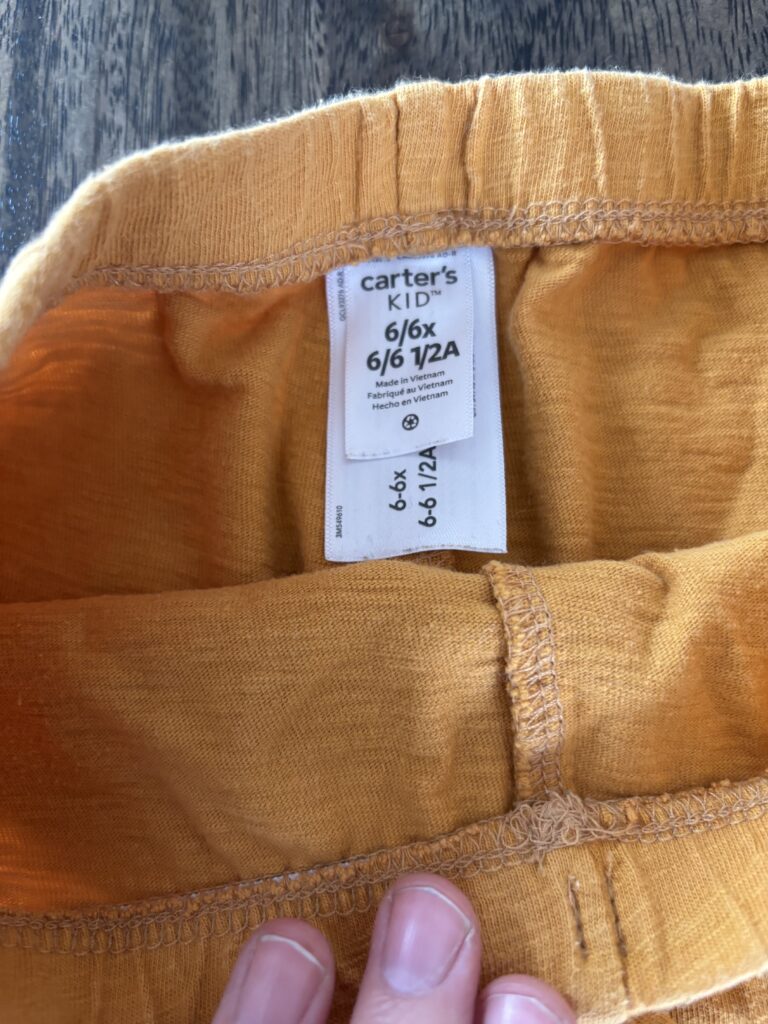 carter's
KID™
6/6x
6/6 1/2A
Made in Vietnam
Fabriqué au Vietnam
Hecho en Vietnam
6-6x
6-6 1/2A
3M549610